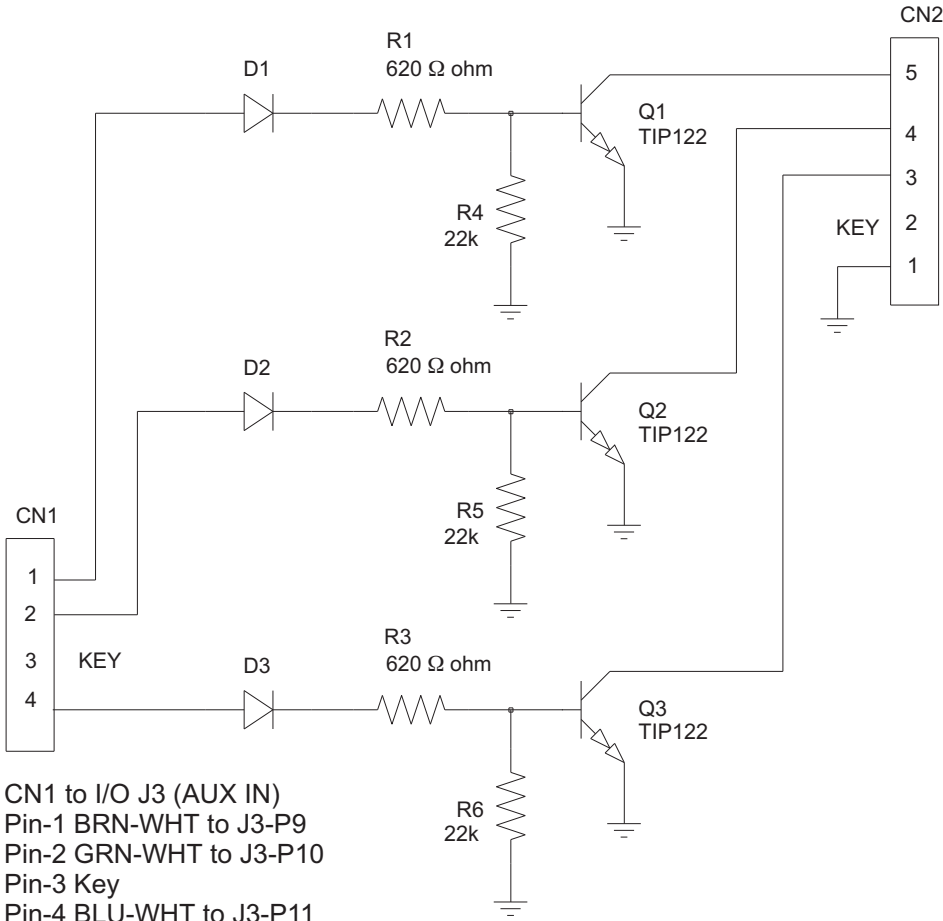 CN2
R1
620 Ω ohm
D1
5
Q1
TIP122
4
3
R4
22k
KEY
2
1
R2
620 Ω ohm
D2
Q2
TIP122
R5
22k
CN1
1
2
3
KEY
4
R3
620 Ω ohm
D3
Q3
TIP122
R6
22k
CN1 to I/O J3 (AUX IN)
Pin-1 BRN-WHT to J3-P9
Pin-2 GRN-WHT to J3-P10
Pin-3 Key
Pin-4 BLU-WHT to J3-P11